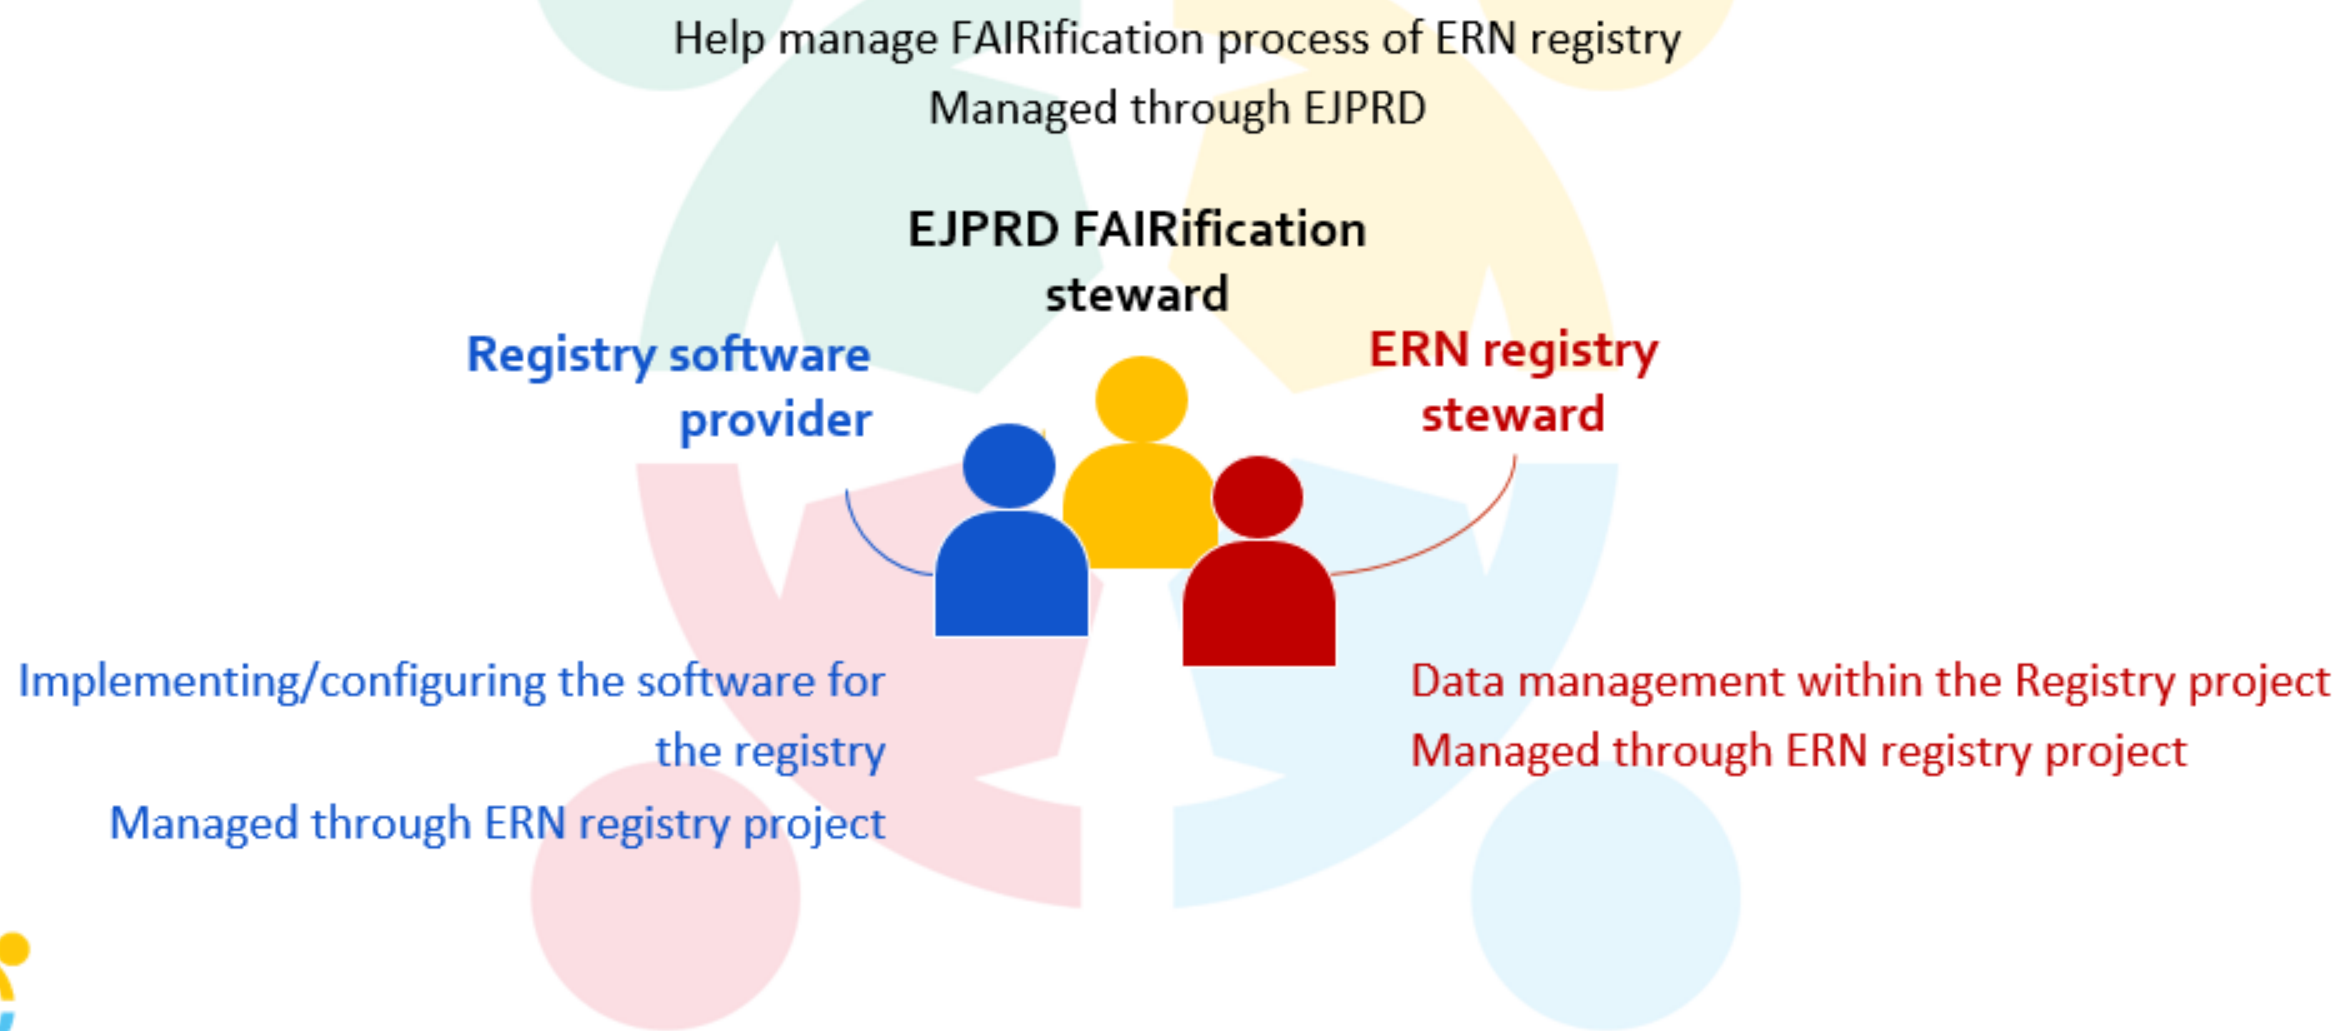 Help manage FAIRification process of ERN registry
Managed through EJPRD
EJPRD FAIRification
steward
Registry software
provider
ERN registry
steward
Implementing/configuring the software for
the registry
Managed through ERN registry project
Data management within the Registry project
Managed through ERN registry project